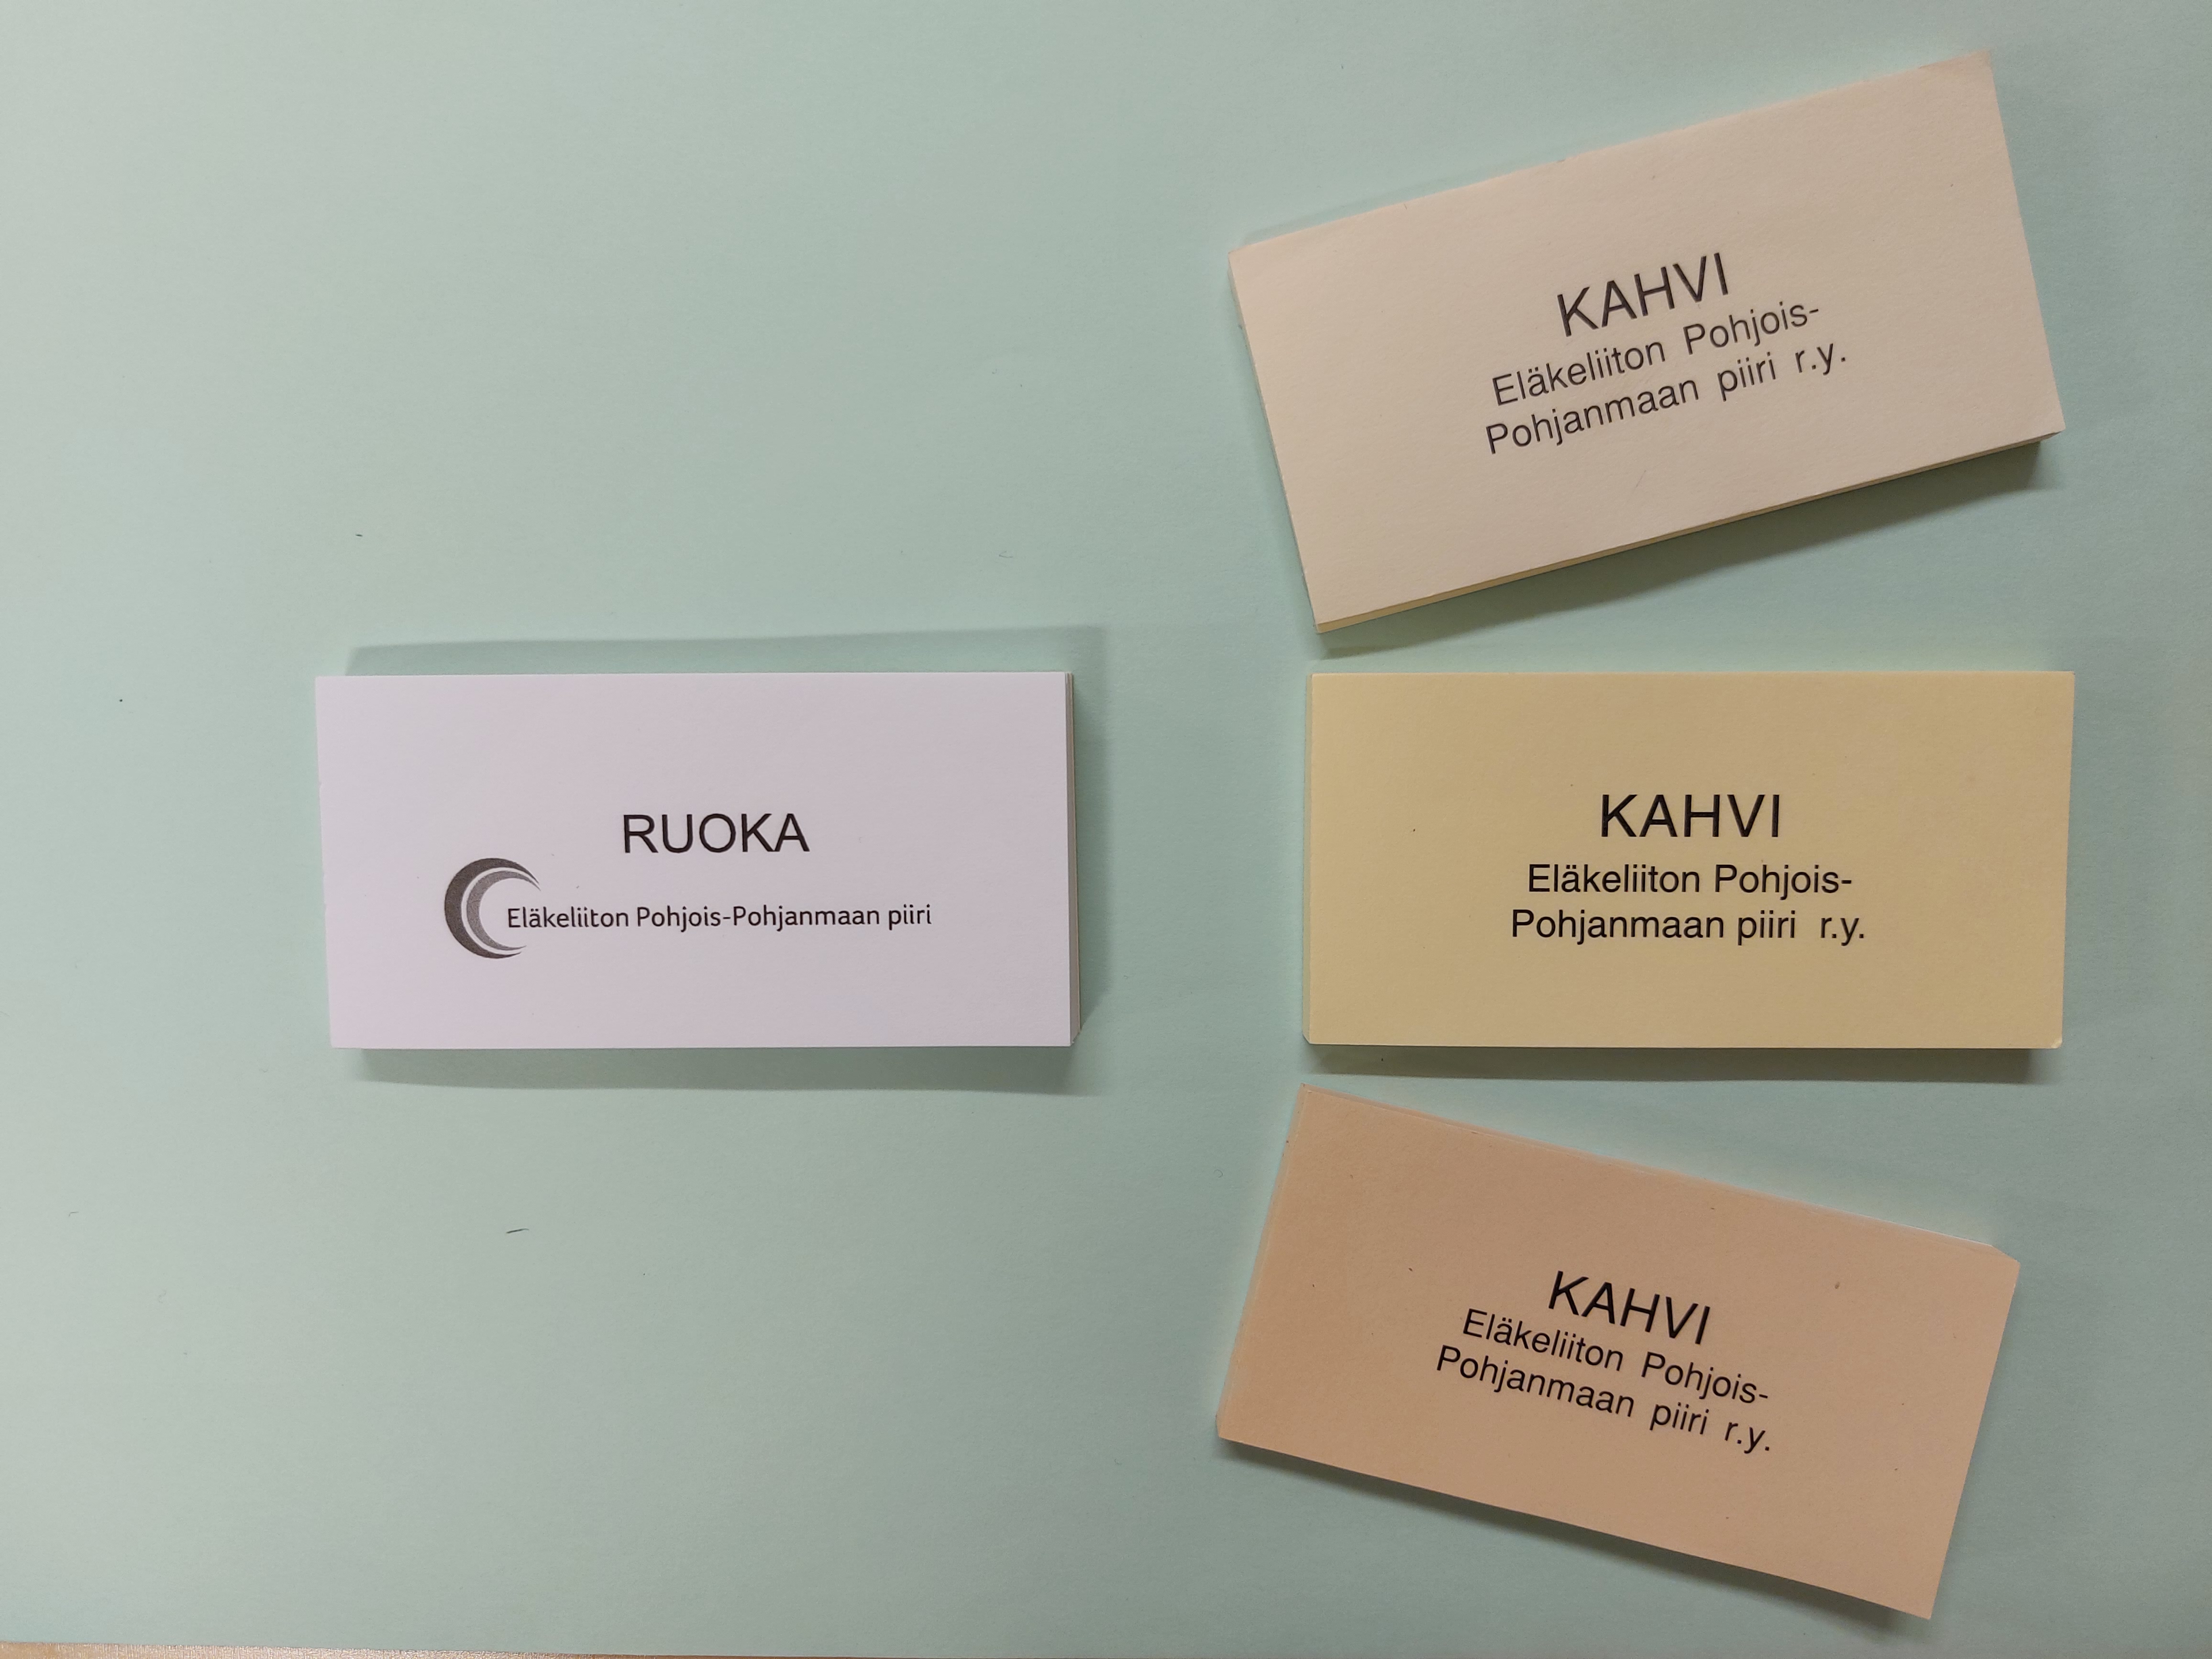 RUOKA
Eläkeliiton Pohjois-Pohjanmaan piiri
KAHVI
Eläkeliiton Pohjois-
Pohjanmaan piiri r.y.
KAHVI
Eläkeliiton Pohjois-
Pohjanmaan piiri r.y.
KAHVI
Eläkeliiton Pohjois-
Pohjanmaan piiri r.y.